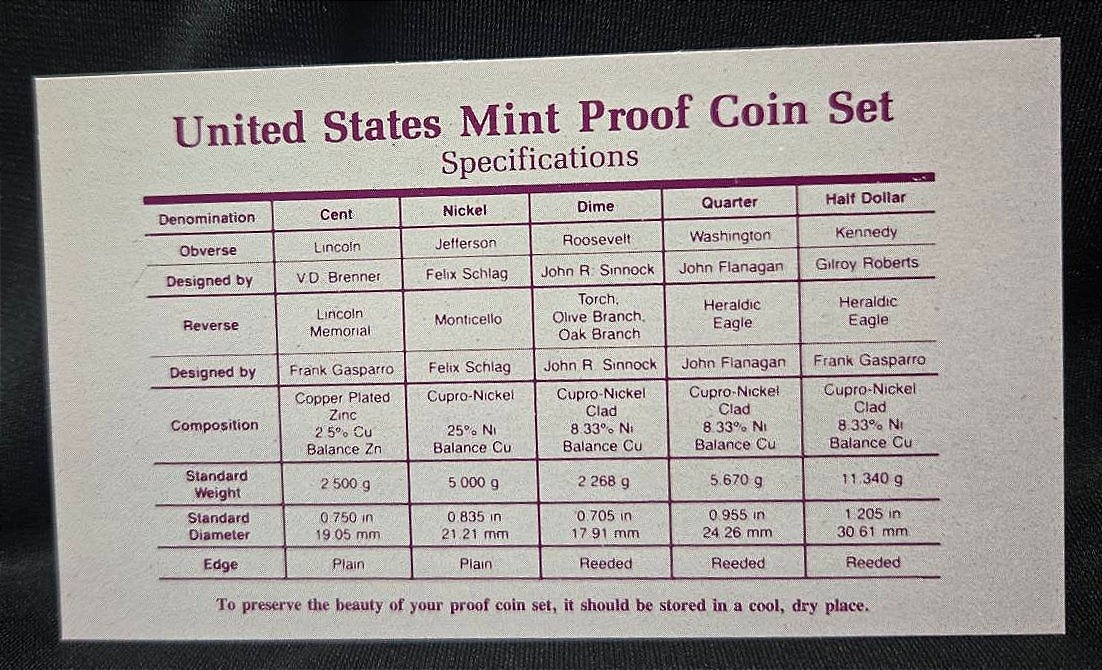 United States Mint Proof Coin Set
Specifications
Denomination Cent Nickel Dime Quarter Half Dollar
Obverse Lincoln Jefferson Roosevelt Washington Kennedy
Designed by V.D. Brenner Felix Schlag John R. Sinnock John Flanagan Gilroy Roberts
Reverse Lincoln Memorial Monticello Torch, Olive Branch, Oak Branch Heraldic Eagle Heraldic Eagle
Designed by Frank Gasparro Felix Schlag John R. Sinnock John Flanagan Frank Gasparro
Composition Copper Plated Zinc 2.5% Cu Balance Zn Cupro-Nickel 25% Ni Balance Cu Cupro-Nickel Clad 8.33% Ni Balance Cu Cupro-Nickel Clad 8.33% Ni Balance Cu Cupro-Nickel Clad 8.33% Ni Balance Cu
Standard Weight 2.500 g 5.000 g 2.268 g 5.670 g 11.340 g
Standard Diameter 0.750 in 19.05 mm 0.835 in 21.21 mm 0.705 in 17.91 mm 0.955 in 24.26 mm 1.205 in 30.61 mm
Edge Plain Plain Reeded Reeded Reeded
To preserve the beauty of your proof coin set, it should be stored in a cool, dry place.